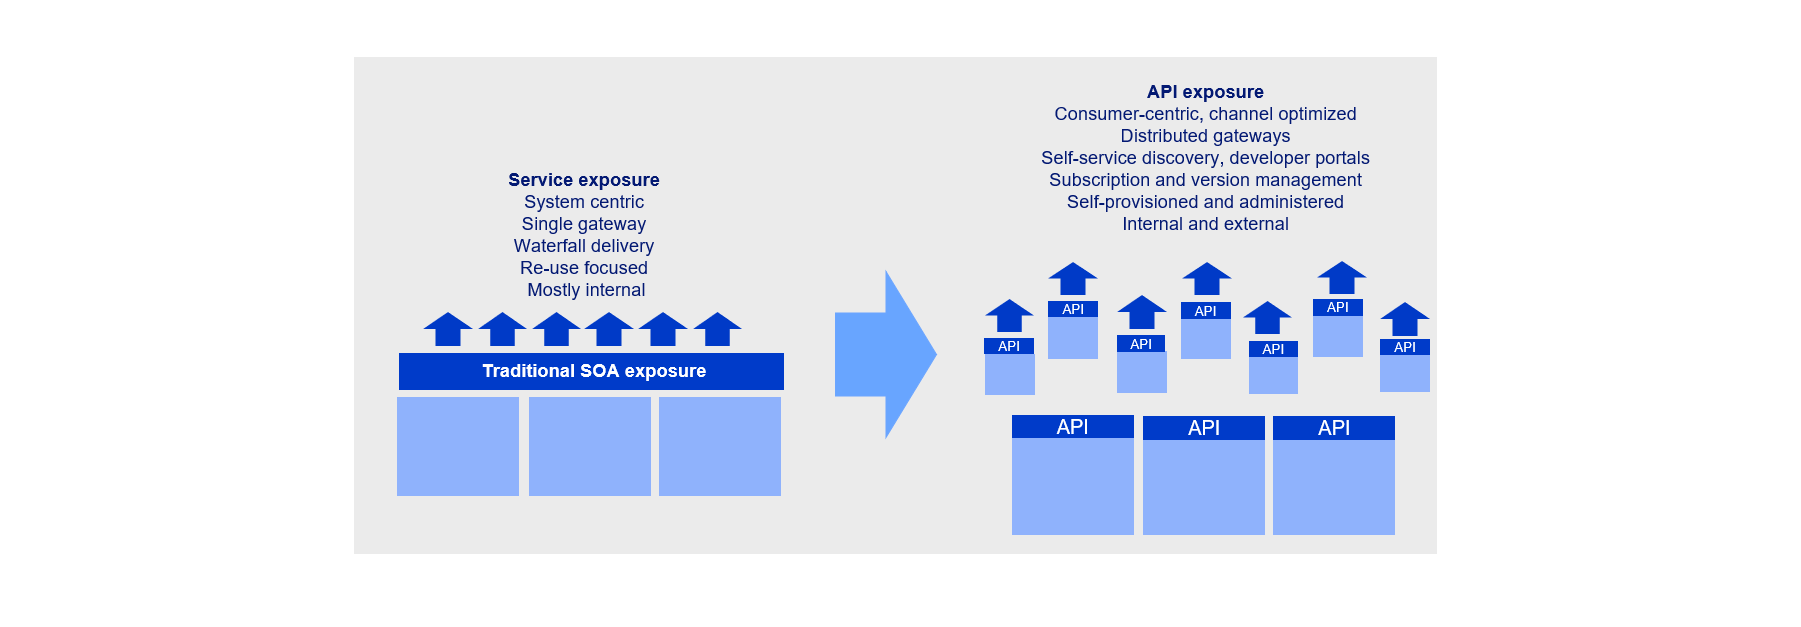 Service exposure
System centric
Single gateway
Waterfall delivery
Re-use focused
Mostly internal
Traditional SOA exposure
API exposure
Consumer-centric, channel optimized
Distributed gateways
Self-service discovery, developer portals
Subscription and version management
Self-provisioned and administered
Internal and external
API
API
API
API
API
API
API
API
API
API